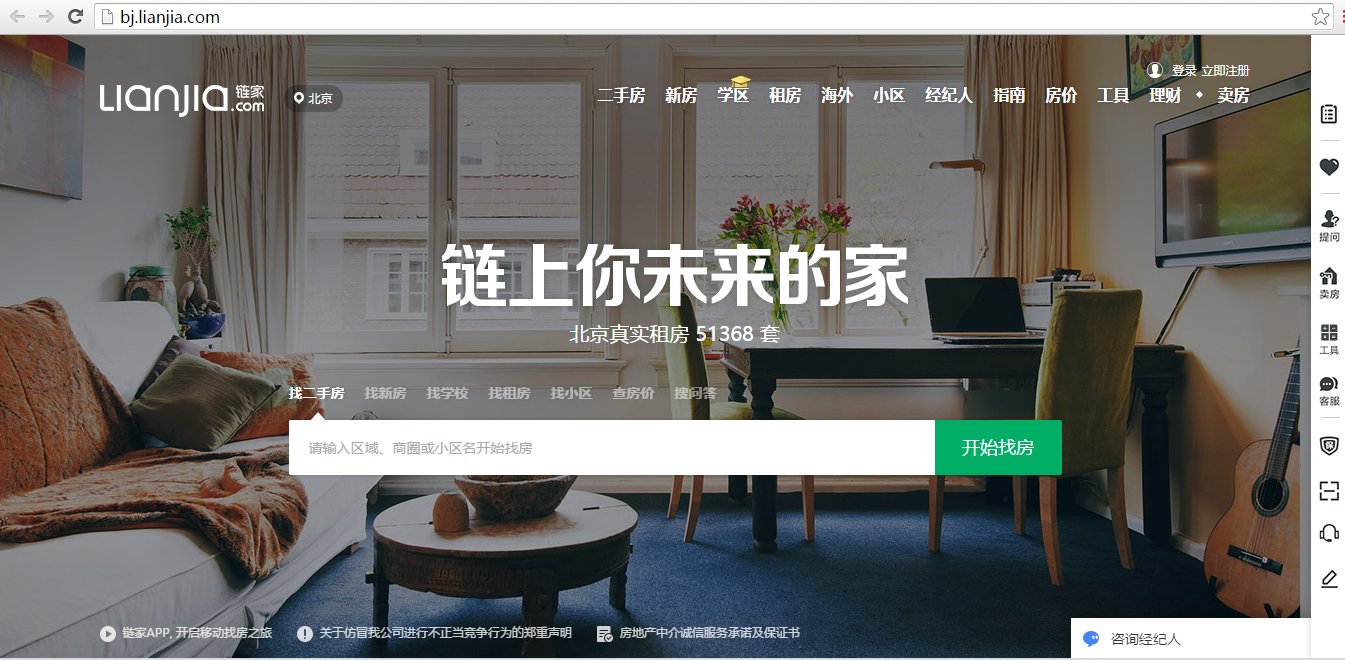 bj.lianjia.com
登录 立即注册
LIANJIA 链家 .com
北京
二手房 新房 学区 租房 海外 小区 经纪人 指南 房价 工具 理财 • 卖房
提问
卖房
工具
客服
链上你未来的家
北京真实租房 51368 套
找二手房 找新房 找学校 找租房 找小区 查房价 搜问答
请输入区域、商圈或小区名开始找房 开始找房
链家APP, 开启移动找房之旅 关于仿冒我公司进行不正当竞争行为的郑重声明 房地产中介诚信服务承诺及保证书
咨询经纪人